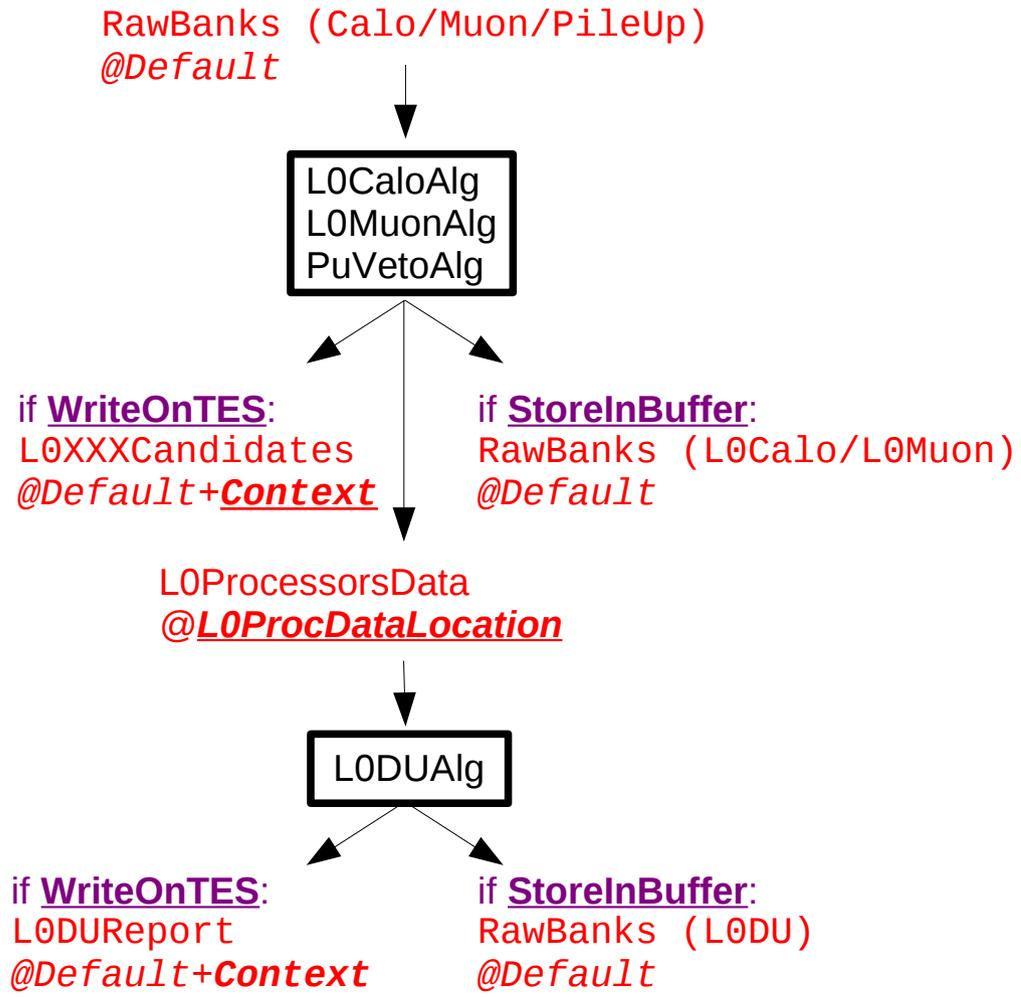 RawBanks (Calo/Muon/PileUp)
@Default
L0CaloAlg
L0MuonAlg
PuVetoAlg
if WriteOnTES:
L0XXXCandidates
@Default+Context
if StoreInBuffer:
RawBanks (L0Calo/L0Muon)
@Default
L0ProcessorsData
@L0ProcDataLocation
L0DUAlg
if WriteOnTES:
L0DUReport
@Default+Context
if StoreInBuffer:
RawBanks (L0DU)
@Default